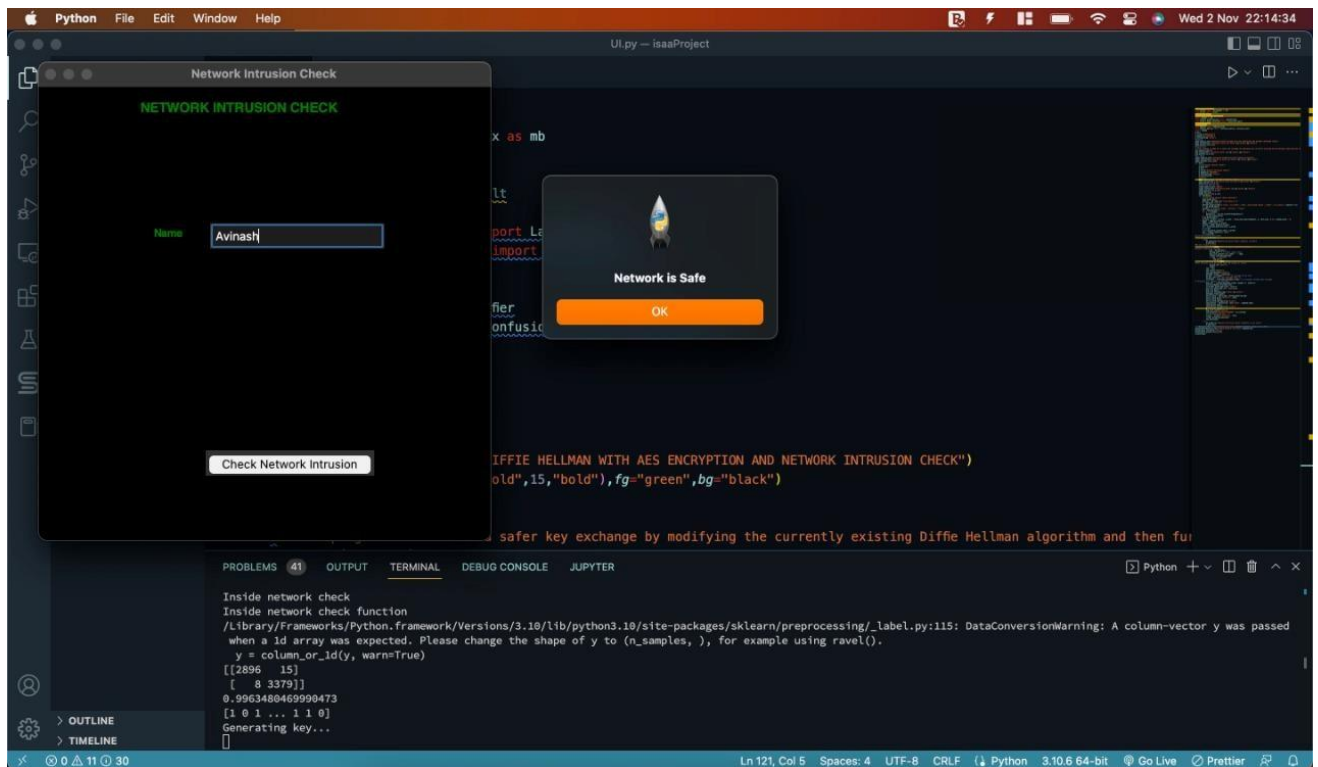 Python File Edit Window Help
Wed 2 Nov 22:14:34
UI.py — isaaProject
Network Intrusion Check
NETWORK INTRUSION CHECK
x as mb
lt
port La
import
Name
Avinash
Network is Safe
OK
fier
onfusio
Check Network Intrusion
IFFIE HELLMAN WITH AES ENCRYPTION AND NETWORK INTRUSION CHECK")
old",15,"bold"),fg="green",bg="black")
safer key exchange by modifying the currently existing Diffie Hellman algorithm and then fu
PROBLEMS 41 OUTPUT TERMINAL DEBUG CONSOLE JUPYTER
Python
Inside network check
Inside network check function
/Library/Frameworks/Python.framework/Versions/3.10/lib/python3.10/site-packages/sklearn/preprocessing/_label.py:115: DataConversionWarning: A column-vector y was passed
when a 1d array was expected. Please change the shape of y to (n_samples, ), for example using ravel().
y = column_or_1d(y, warn=True)
[[2896 15]
[ 8 3379]]
0.9963480469990473
[1 0 1 ... 1 1 0]
Generating key...
> OUTLINE
> TIMELINE
0 11 30
Ln 121, Col 5 Spaces: 4 UTF-8 CRLF Python 3.10.6 64-bit Go Live Prettier